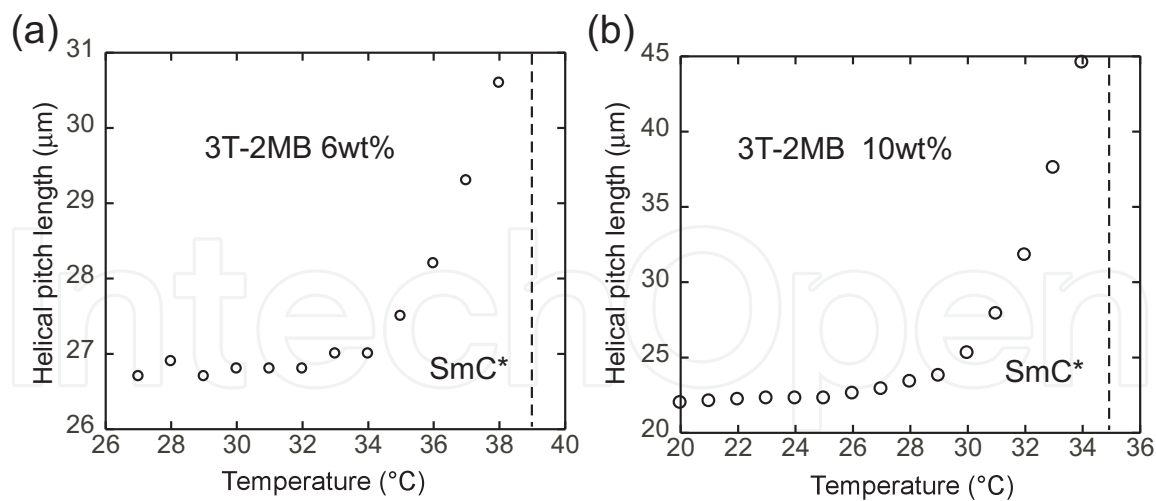 (a)
Helical pitch length (μm)
31
30
29
28
27
26
3T-2MB 6wt%
SmC*
26 28 30 32 34 36 38 40
Temperature (°C)
(b)
Helical pitch length (μm)
45
40
35
30
25
20
3T-2MB 10wt%
SmC*
20 22 24 26 28 30 32 34 36
Temperature (°C)
IntechOpen